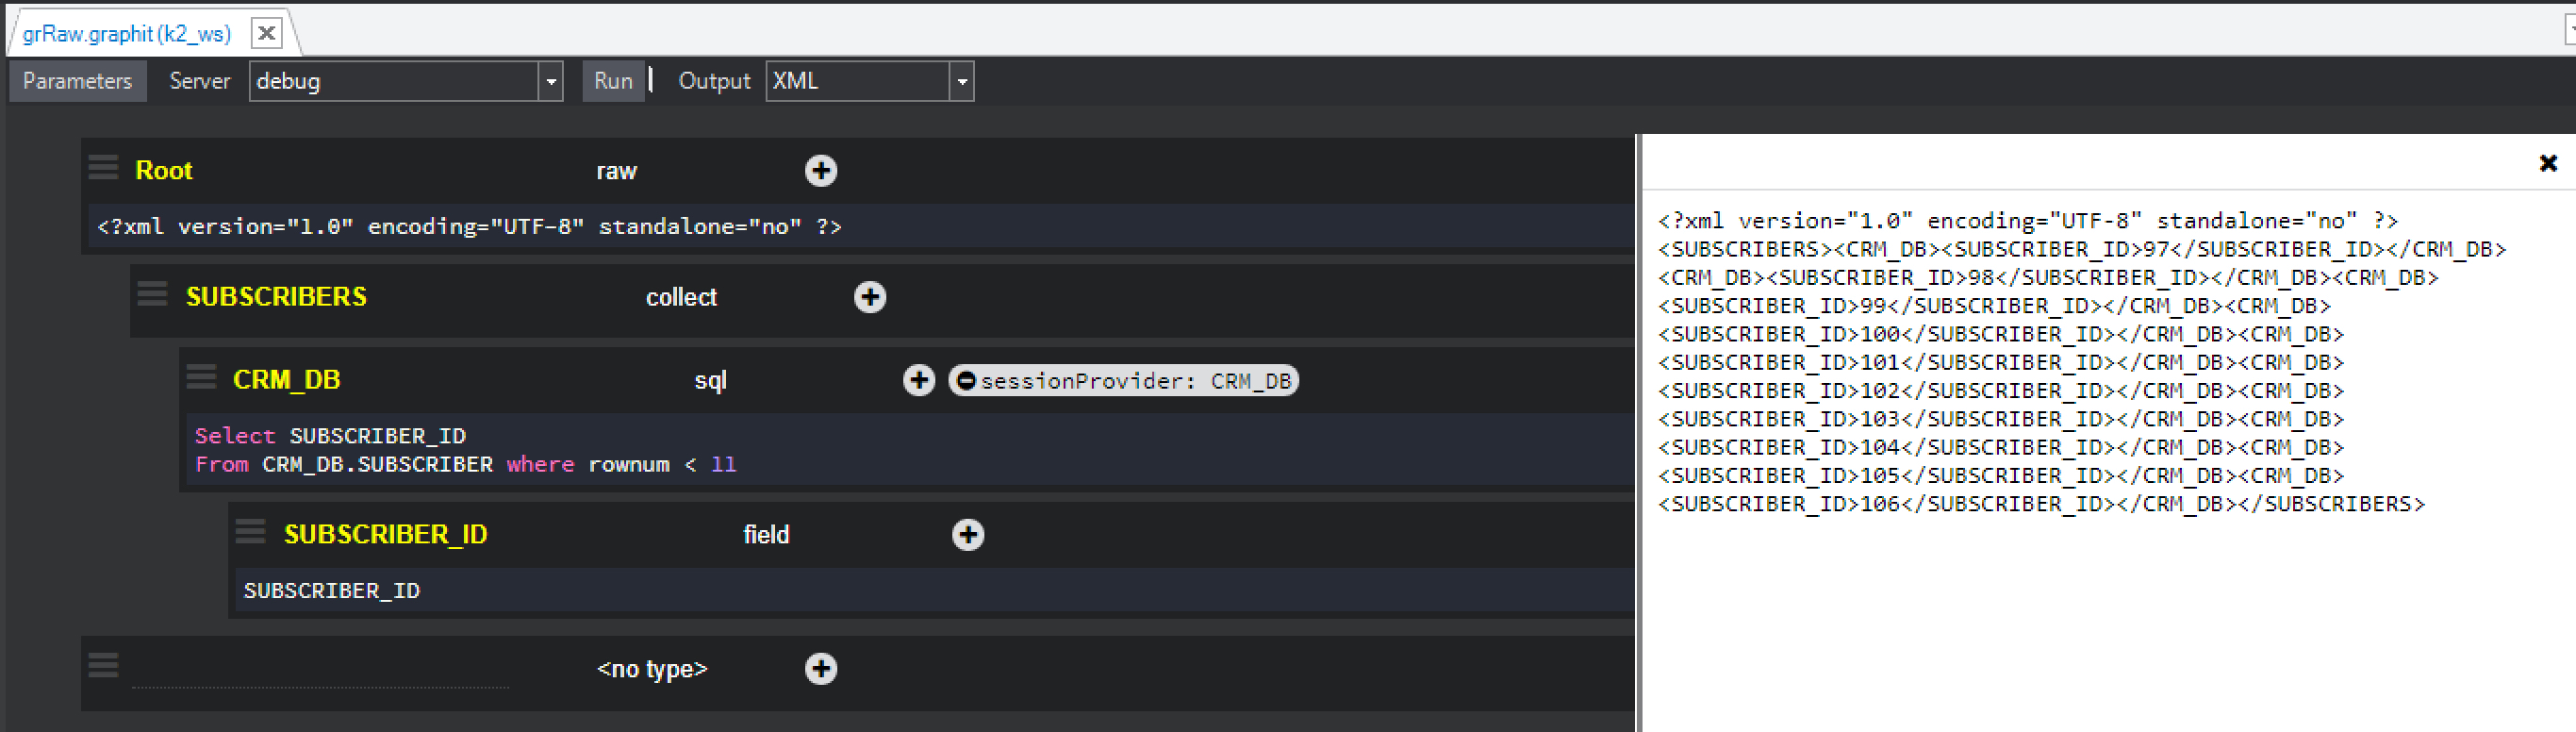 grRaw.graphit (k2_ws)
Parameters Server debug Run Output XML
Root raw
<?xml version="1.0" encoding="UTF-8" standalone="no" ?>
SUBSCRIBERS collect
CRM_DB sql sessionProvider: CRM_DB
Select SUBSCRIBER_ID
From CRM_DB.SUBSCRIBER where rownum < 11
SUBSCRIBER_ID field
SUBSCRIBER_ID
<no type>
<?xml version="1.0" encoding="UTF-8" standalone="no" ?>
<SUBSCRIBERS><CRM_DB><SUBSCRIBER_ID>97</SUBSCRIBER_ID></CRM_DB>
<CRM_DB><SUBSCRIBER_ID>98</SUBSCRIBER_ID></CRM_DB><CRM_DB>
<SUBSCRIBER_ID>99</SUBSCRIBER_ID></CRM_DB><CRM_DB>
<SUBSCRIBER_ID>100</SUBSCRIBER_ID></CRM_DB><CRM_DB>
<SUBSCRIBER_ID>101</SUBSCRIBER_ID></CRM_DB><CRM_DB>
<SUBSCRIBER_ID>102</SUBSCRIBER_ID></CRM_DB><CRM_DB>
<SUBSCRIBER_ID>103</SUBSCRIBER_ID></CRM_DB><CRM_DB>
<SUBSCRIBER_ID>104</SUBSCRIBER_ID></CRM_DB><CRM_DB>
<SUBSCRIBER_ID>105</SUBSCRIBER_ID></CRM_DB><CRM_DB>
<SUBSCRIBER_ID>106</SUBSCRIBER_ID></CRM_DB></SUBSCRIBERS>